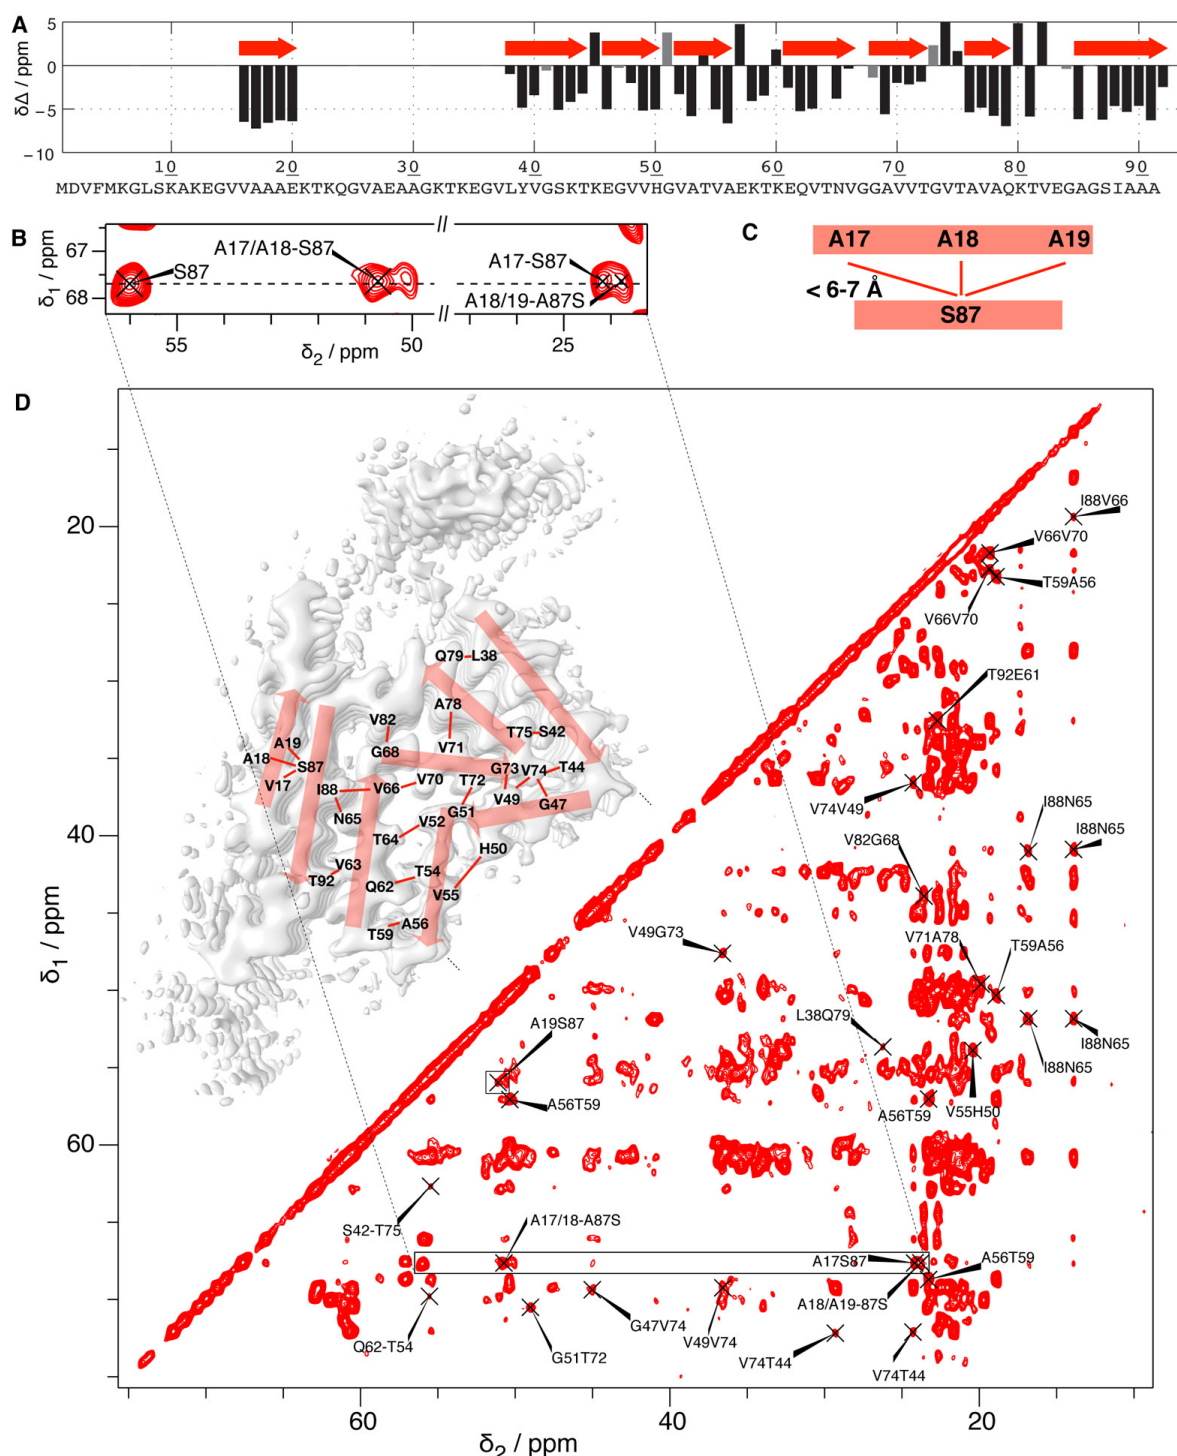 A
5
0
−5
−10
δΔ / ppm
10 20 30 40 50 60 70 80 90
MDVFMKGLSKAKEGVVAAAEKTKQGVAEAAGKTKEGVLYVGSKTKEGVVHGVATVAEKTKEQVTNVGGAVVTGVTAVAQKTVEGAGSIAAA
B
67
68
δ1 / ppm
//
A17/A18-S87
S87
A17-S87
A18/19-A87S
//
55 50 25
δ2 / ppm
C
A17 A18 A19
< 6-7 Å
S87
D
20
40
60
δ1 / ppm
Q79 L38
A78
V82
T75 S42
V71
G68
A19
A18
S87
V17
I88 V66 V70
G73 V74 T44
T72
V49 G47
G51
N65
V52
T64
H50
V63
T92
T54
Q62
V55
A56
T59
I88V66
V66V70
T59A56
V66V70
T92E61
V74V49
I88N65
I88N65
V82G68
V49G73
V71A78
T59A56
L38Q79
I88N65
I88N65
A19S87
A56T59
A56T59
V55H50
S42-T75
A17/18-A87S
A17S87
A56T59
A18/A19-87S
Q62-T54
G51T72
G47V74
V49V74
V74T44
V74T44
60 40 20
δ2 / ppm